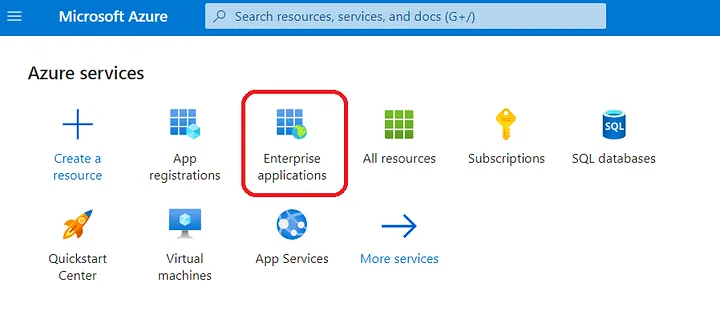 Microsoft Azure
Search resources, services, and docs (G+/)
Azure services
Create a
resource
App
registrations
Enterprise
applications
All resources
Subscriptions
SQL
SQL databases
Quickstart
Center
Virtual
machines
App Services
More services